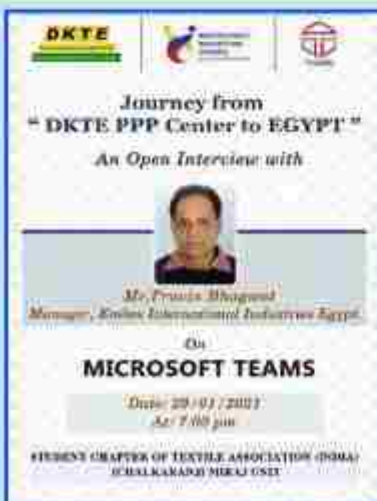 DKTE
Journey from
“ DKTE PPP Center to EGYPT ”
An Open Interview with
Mr. Pravin Bhagwat
Manager, International Industries Egypt.
On
MICROSOFT TEAMS
Date: 29/01/2021
At: 7.00 pm
STUDENT CHAPTER OF TEXTILE ASSOCIATION (INDIA)
ICHALKARANJI MIRAJ UNIT